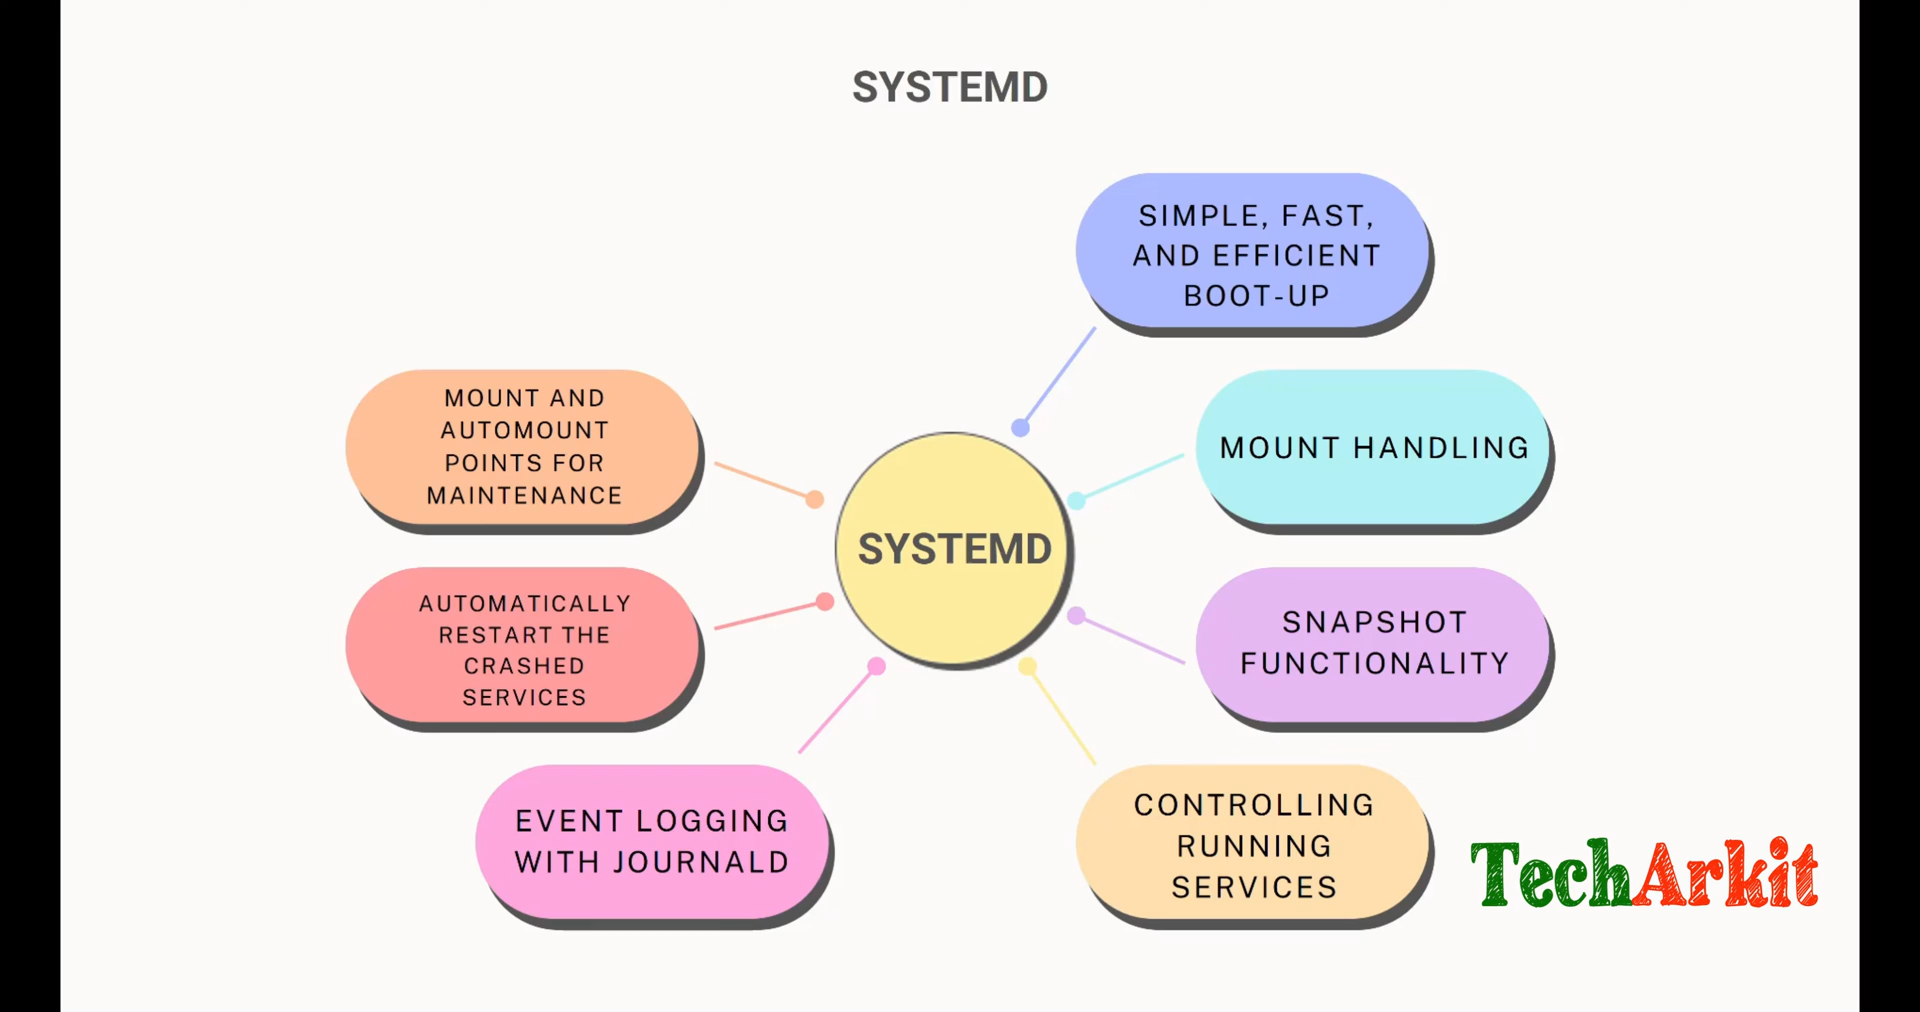 SYSTEMD
SIMPLE, FAST,
AND EFFICIENT
BOOT-UP
MOUNT AND
AUTOMOUNT
POINTS FOR
MAINTENANCE
MOUNT HANDLING
SYSTEMD
AUTOMATICALLY
RESTART THE
CRASHED
SERVICES
SNAPSHOT
FUNCTIONALITY
EVENT LOGGING
WITH JOURNALD
CONTROLLING
RUNNING
SERVICES
TechArkit